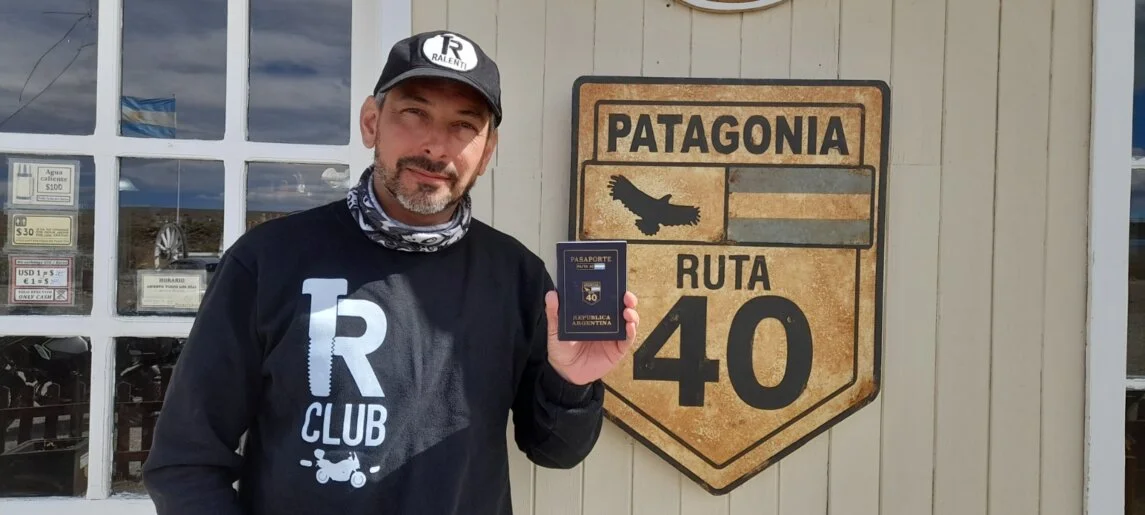 R
RALENTI
Agua
caliente
$100
$30
USD 1 = $
€ 1 = $
ONLY CASH
HORARIO
R
CLUB
PASAPORTE
RUTA 40
40
REPUBLICA
ARGENTINA
PATAGONIA
RUTA
40